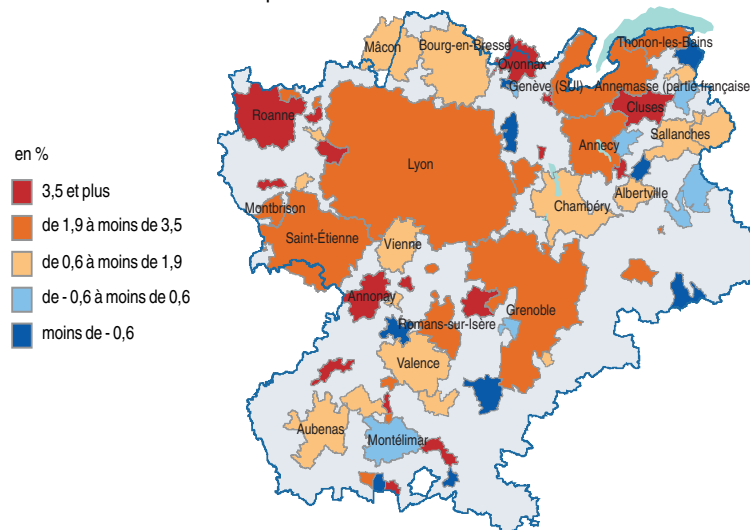 Thonon-les-Bains
Mâcon
Bourg-en-Bresse
Oyonnax
Genève (SUI) - Annemasse (partie française
Roanne
Cluses
Sallanches
Annecy
Lyon
Albertville
Chambéry
Montbrison
Saint-Étienne
Vienne
Annonay
Grenoble
Romans-sur-Isère
Valence
Aubenas
Montélimar
en %
3,5 et plus
de 1,9 à moins de 3,5
de 0,6 à moins de 1,9
de - 0,6 à moins de 0,6
moins de - 0,6